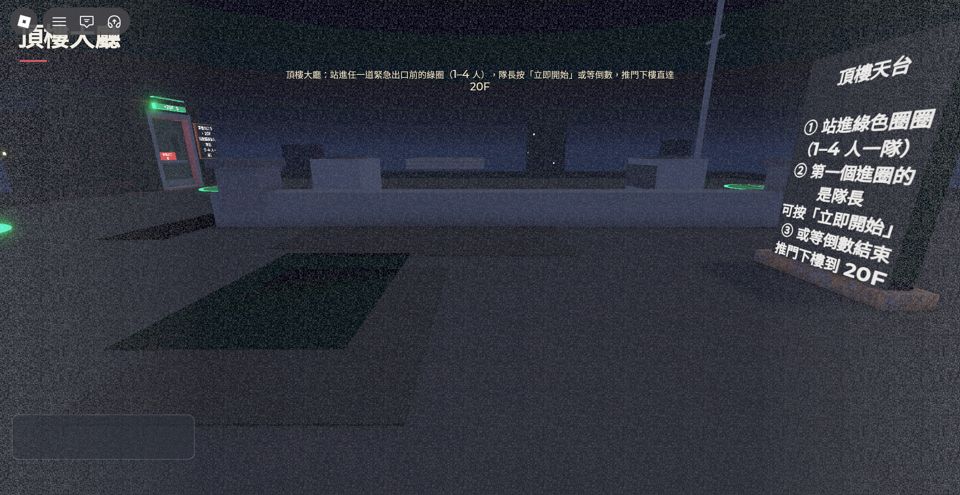 頂樓大廳
頂樓大廳：站進任一道緊急出口前的綠圈（1–4 人），隊長按「立即開始」或等倒數，推門下樓直達
20F
頂樓天台
① 站進綠色圈圈
（1–4 人一隊）
② 第一個進圈的
是隊長
可按「立即開始」
③ 或等倒數結束
推門下樓到 20F